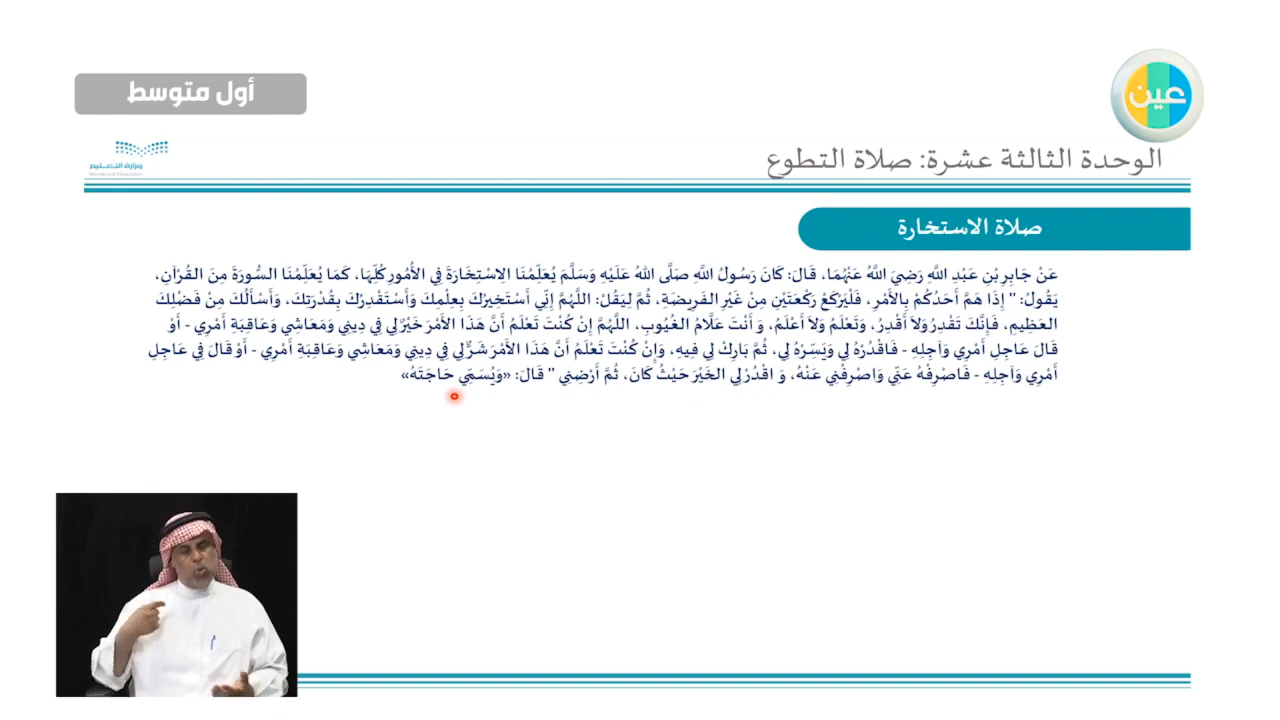 أول متوسط
عين
وزارة التعليم
Ministry of Education
الوحدة الثالثة عشرة: صلاة التطوع
صلاة الاستخارة
عَنْ جَابِرِبْنِ عَبْدِ اللَّهِ رَضِيَ اللَّهُ عَنْهُمَا، قَالَ: كَانَ رَسُولُ اللَّهِ صَلَّى اللهُ عَلَيْهِ وَسَلَّمَ يُعَلِّمُنَا الِاسْتِخَارَةَ فِي الأُمُورِ كُلِّهَا، كَمَا يُعَلِّمُنَا السُّورَةَ مِنَ القُرْآنِ،
يَقُولُ: " إِذَا هَمَّ أَحَدُكُمْ بِالأَمْرِ، فَلْيَرْكَعْ رَكْعَتَيْنِ مِنْ غَيْرِ الفَرِيضَةِ، ثُمَّ لِيَقُلْ: اللَّهُمَّ إِنِّي أَسْتَخِيرُكَ بِعِلْمِكَ وَأَسْتَقْدِرُكَ بِقُدْرَتِكَ، وَأَسْأَلُكَ مِنْ فَضْلِكَ
العَظِيمِ، فَإِنَّكَ تَقْدِرُ وَلاَ أَقْدِرُ، وَتَعْلَمُ وَلاَ أَعْلَمُ، وَأَنْتَ عَلَّامُ الغُيُوبِ، اللَّهُمَّ إِنْ كُنْتَ تَعْلَمُ أَنَّ هَذَا الأَمْرَ خَيْرٌ لِي فِي دِينِي وَمَعَاشِي وَعَاقِبَةِ أَمْرِي - أَوْ
قَالَ عَاجِلِ أَمْرِي وَآجِلِهِ - فَاقْدُرْهُ لِي وَيَسِّرْهُ لِي، ثُمَّ بَارِكْ لِي فِيهِ، وَإِنْ كُنْتَ تَعْلَمُ أَنَّ هَذَا الأَمْرَ شَرٌّ لِي فِي دِينِي وَمَعَاشِي وَعَاقِبَةِ أَمْرِي - أَوْ قَالَ فِي عَاجِلِ
أَمْرِي وَآجِلِهِ - فَاصْرِفْهُ عَنِّي وَاصْرِفْنِي عَنْهُ، وَ اقْدُرْ لِي الخَيْرَ حَيْثُ كَانَ، ثُمَّ أَرْضِنِي " قَالَ: «وَيُسَمِّي حَاجَتَهُ»